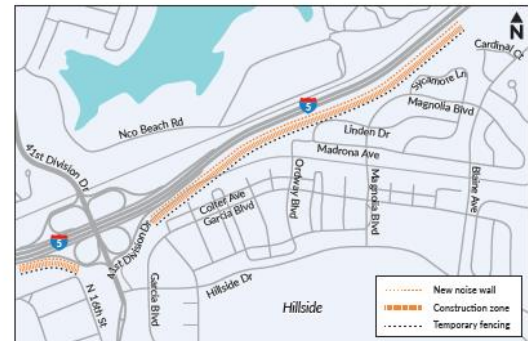 N
Cardinal Ct
Sycamore Ln
Magnolia Blvd
5
Nco Beach Rd
Linden Dr
Madrona Ave
41st Division Dr
Ordway Blvd
Magnolia Blvd
Blaine Ave
Colter Ave
Garcia Blvd
41st Division Dr
5
N 16th St
Garcia Blvd
Hillside Dr
Hillside
New noise wall
Construction zone
Temporary fencing